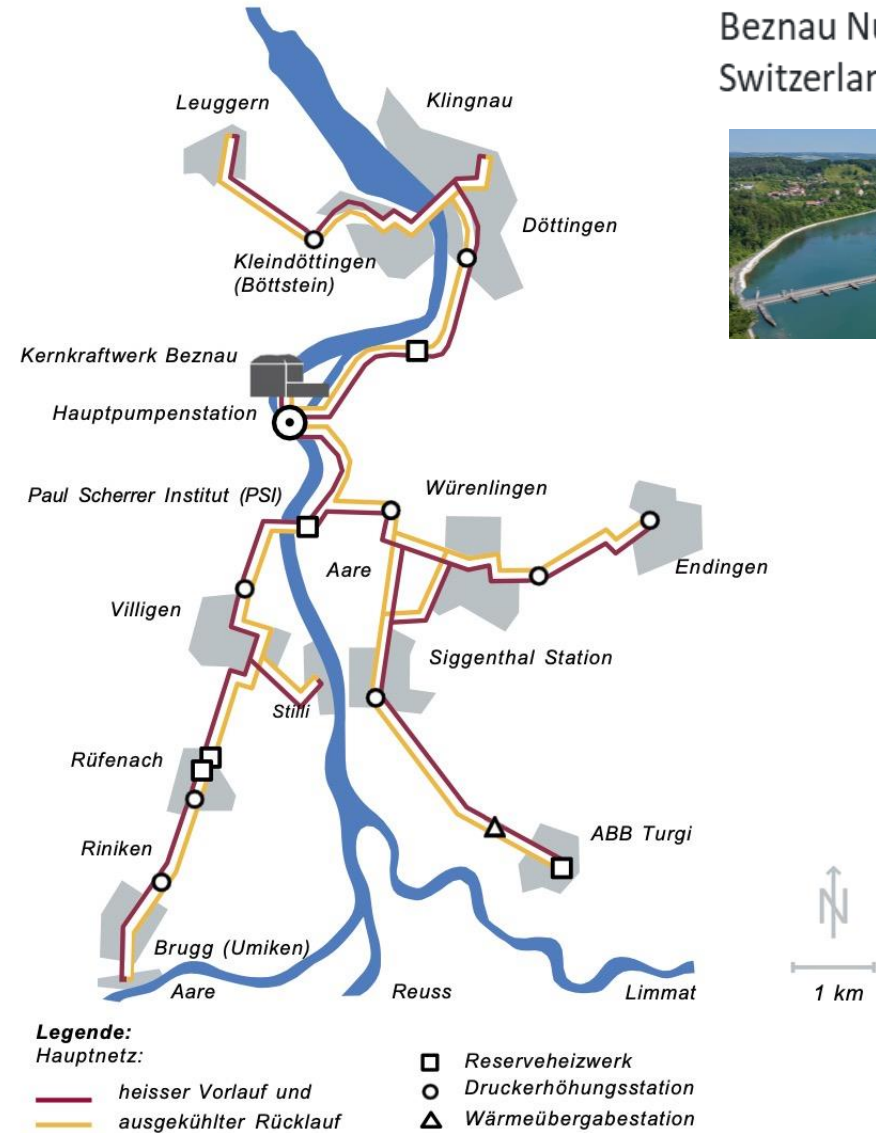 Beznau
Switzerlan
Leuggern
Klingnau
Döttingen
Kleindöttingen
(Böttstein)
Kernkraftwerk Beznau
Hauptpumpenstation
Paul Scherrer Institut (PSI)
Würenlingen
Aare
Endingen
Villigen
Siggenthal Station
Stilli
Rüfenach
ABB Turgi
Riniken
N
Brugg (Umiken)
Aare
Reuss
Limmat
1 km
Legende:
Hauptnetz:
heisser Vorlauf und
ausgekühlter Rücklauf
Reserveheizwerk
Druckerhöhungsstation
Wärmeübergabestation